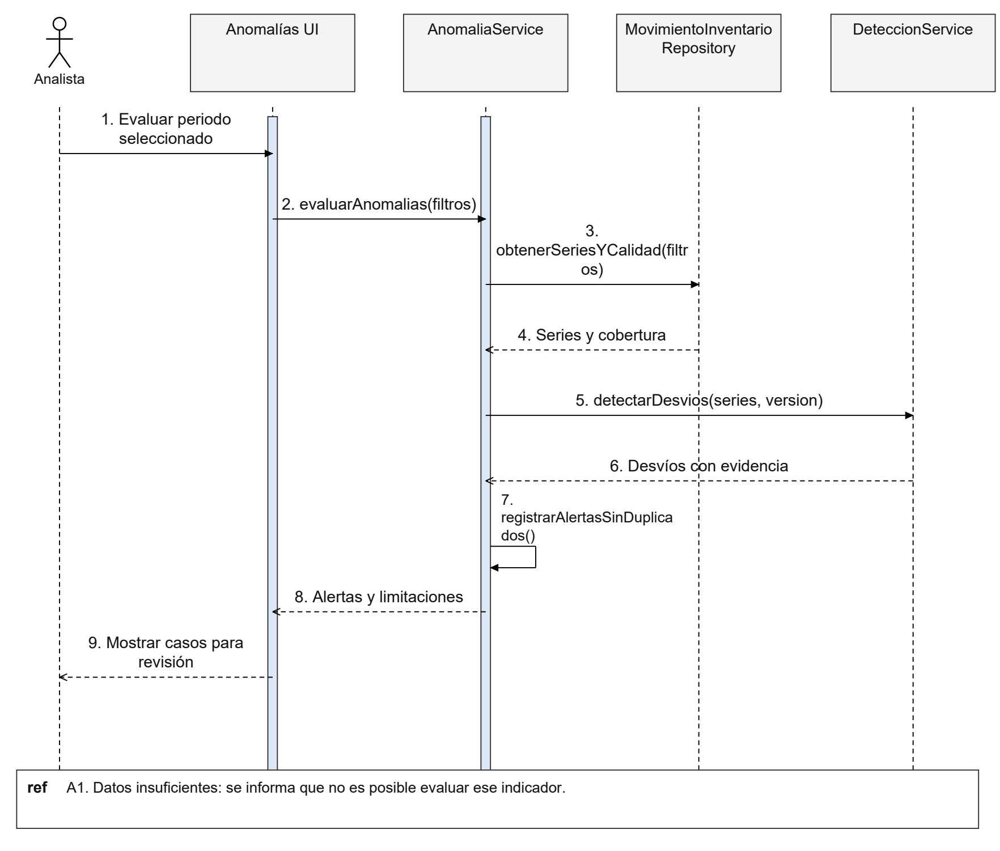 Analista
Anomalías UI
AnomaliaService
MovimientoInventario
Repository
DeteccionService
1. Evaluar periodo
seleccionado
2. evaluarAnomalias(filtros)
3.
obtenerSeriesYCalidad(filtr
os)
4. Series y cobertura
5. detectarDesvios(series, version)
6. Desvíos con evidencia
7.
registrarAlertasSinDuplica
dos()
8. Alertas y limitaciones
9. Mostrar casos para
revisión
ref A1. Datos insuficientes: se informa que no es posible evaluar ese indicador.